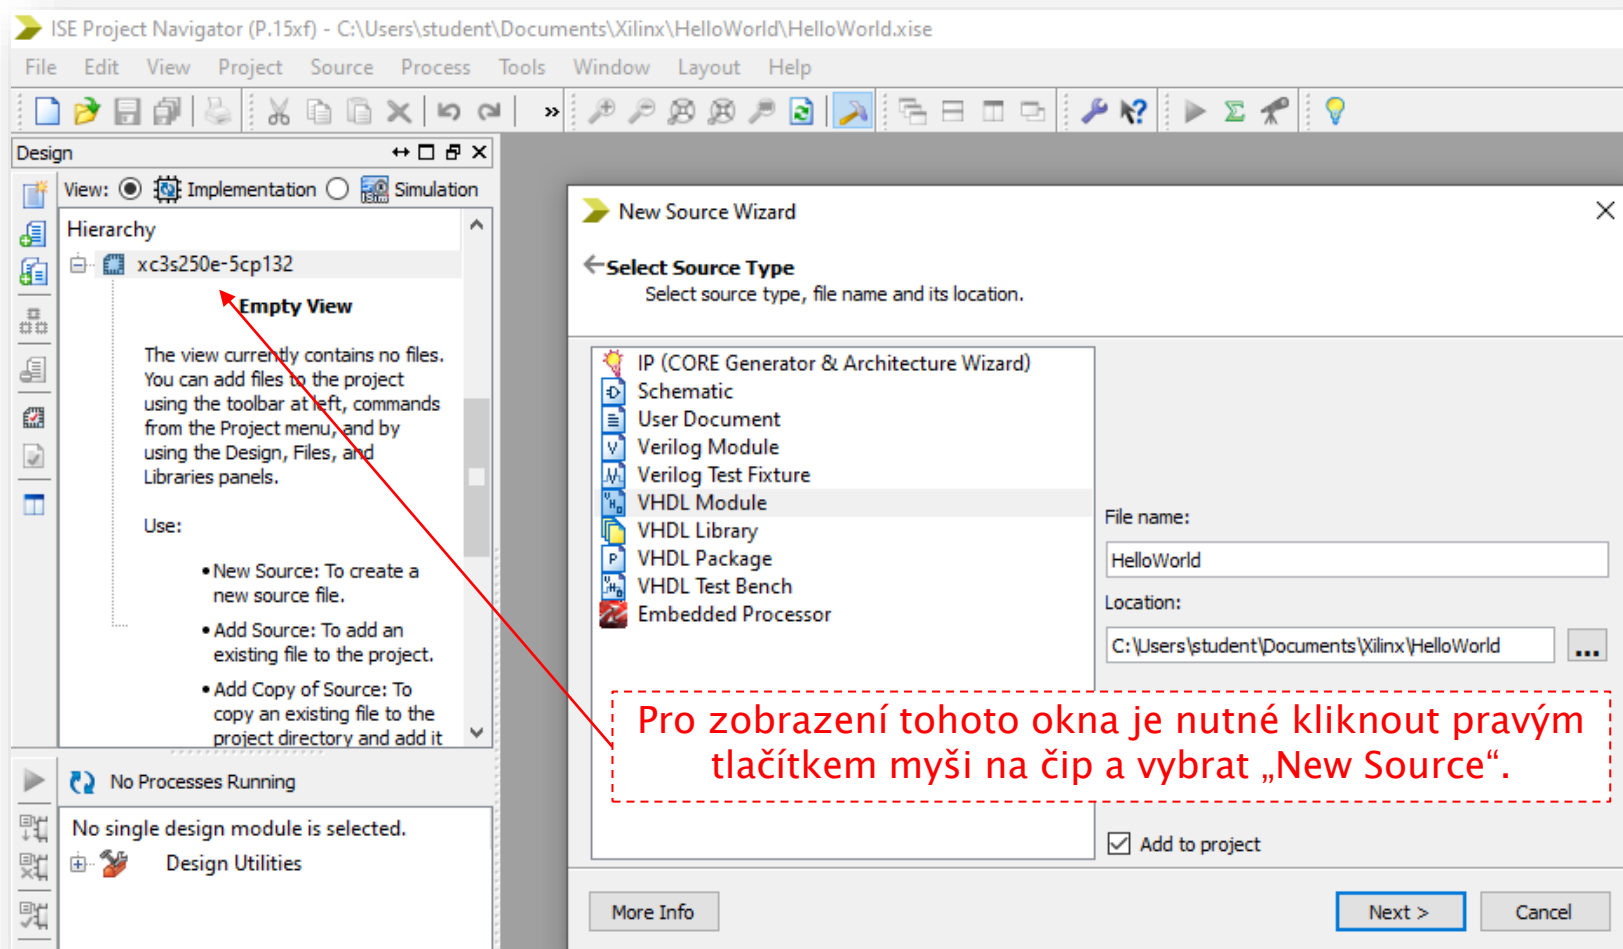 ISE Project Navigator (P.15xf) - C:\Users\student\Documents\Xilinx\HelloWorld\HelloWorld.xise
File Edit View Project Source Process Tools Window Layout Help
Design
View: Implementation Simulation
Hierarchy
xc3s250e-5cp132
Empty View
The view currently contains no files.
You can add files to the project
using the toolbar at left, commands
from the Project menu, and by
using the Design, Files, and
Libraries panels.
Use:
•New Source: To create a
new source file.
•Add Source: To add an
existing file to the project.
•Add Copy of Source: To
copy an existing file to the
project directory and add it
No Processes Running
No single design module is selected.
Design Utilities
New Source Wizard
Select Source Type
Select source type, file name and its location.
IP (CORE Generator & Architecture Wizard)
Schematic
User Document
Verilog Module
Verilog Test Fixture
VHDL Module
VHDL Library
VHDL Package
VHDL Test Bench
Embedded Processor
File name:
HelloWorld
Location:
C:\Users\student\Documents\Xilinx\HelloWorld
...
Pro zobrazení tohoto okna je nutné kliknout pravým
tlačítkem myši na čip a vybrat „New Source“.
Add to project
More Info
Next >
Cancel